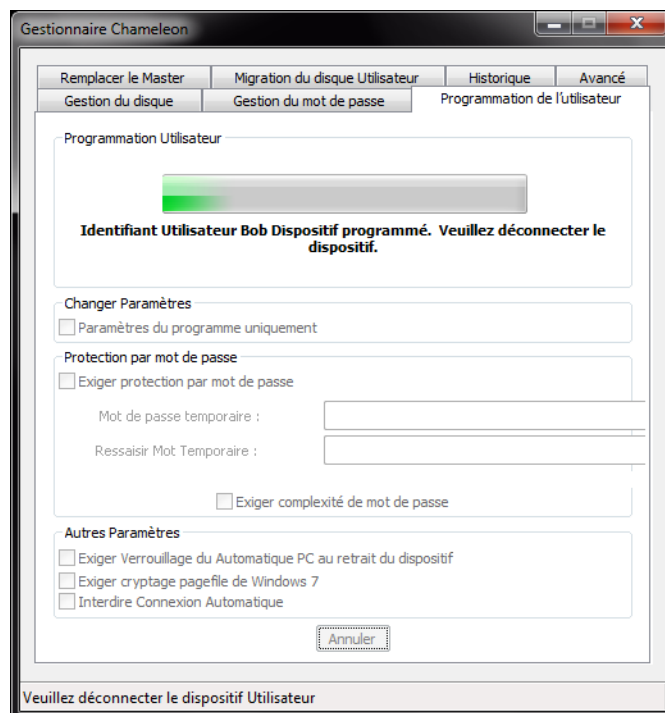 Gestionnaire Chameleon
Remplacer le Master Migration du disque Utilisateur Historique Avancé
Gestion du disque Gestion du mot de passe Programmation de l'utilisateur
Programmation Utilisateur
Identifiant Utilisateur Bob Dispositif programmé. Veuillez déconnecter le
dispositif.
Changer Paramètres
Paramètres du programme uniquement
Protection par mot de passe
Exiger protection par mot de passe
Mot de passe temporaire :
Ressaisir Mot Temporaire :
Exiger complexité de mot de passe
Autres Paramètres
Exiger Verrouillage du Automatique PC au retrait du dispositif
Exiger cryptage pagefile de Windows 7
Interdire Connexion Automatique
Annuler
Veuillez déconnecter le dispositif Utilisateur